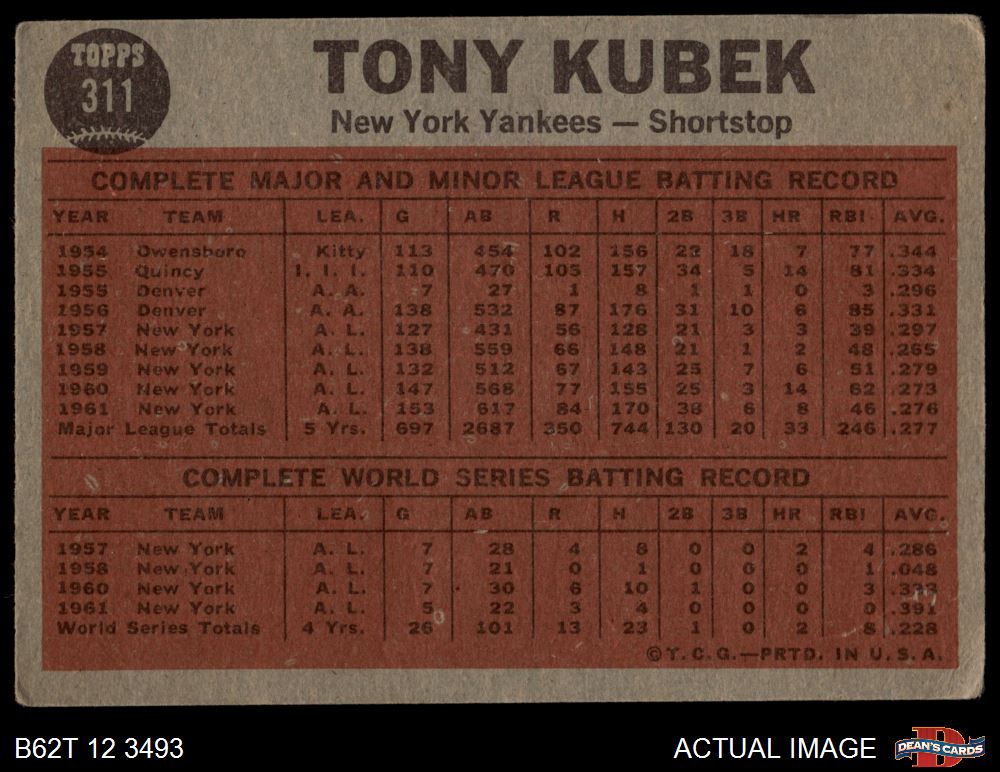 TOPPS
311
TONY KUBEK
New York Yankees — Shortstop
COMPLETE MAJOR AND MINOR LEAGUE BATTING RECORD
YEAR TEAM LEA. G AB R H 2B 3B HR RBI AVG.
1954 Owensboro Kitty 113 454 102 156 22 18 7 77 .344
1955 Quincy I. I. I. 110 470 105 157 34 5 14 81 .334
1955 Denver A. A. 7 27 1 8 1 1 0 3 .296
1956 Denver A. A. 138 532 87 176 31 10 6 85 .331
1957 New York A. L. 127 431 56 128 21 3 3 39 .297
1958 New York A. L. 138 559 66 148 21 1 2 48 .265
1959 New York A. L. 132 512 67 143 25 7 6 51 .279
1960 New York A. L. 147 568 77 155 25 3 14 62 .273
1961 New York A. L. 153 617 84 170 38 6 8 46 .276
Major League Totals 5 Yrs. 697 2687 350 744 130 20 33 246 .277
COMPLETE WORLD SERIES BATTING RECORD
YEAR TEAM LEA. G AB R H 2B 3B HR RBI AVG.
1957 New York A. L. 7 28 4 8 0 0 2 4 .286
1958 New York A. L. 7 21 0 1 0 0 0 1 .048
1960 New York A. L. 7 30 6 10 1 0 0 3
1961 New York A. L. 5 22 3 4 0 0 0 0
World Series Totals 4 Yrs. 26 101 13 23 1 0 2 8 .228
©T. C. G.—PRTD. IN U. S. A.
B62T 12 3493
ACTUAL IMAGE
D
DEAN'S CARDS